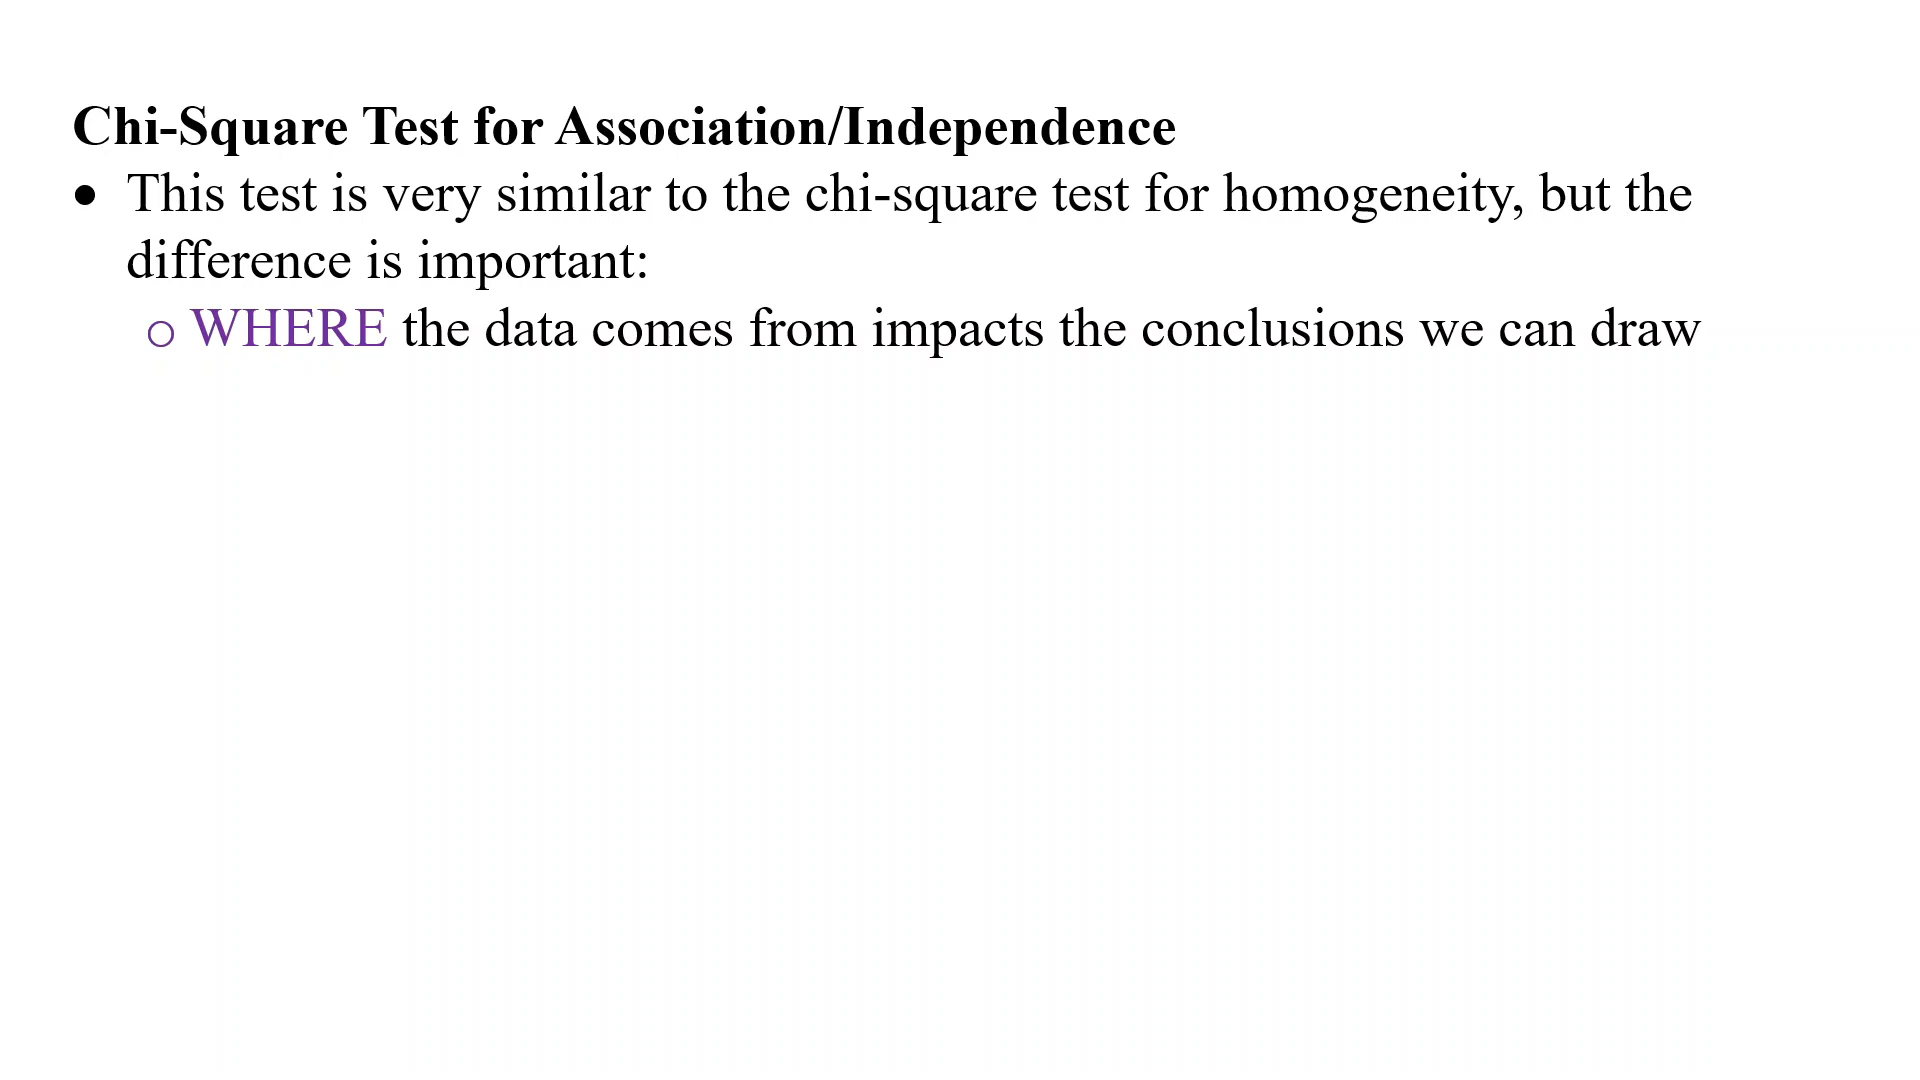 Chi-Square Test for Association/Independence
• This test is very similar to the chi-square test for homogeneity, but the
difference is important:
o WHERE the data comes from impacts the conclusions we can draw